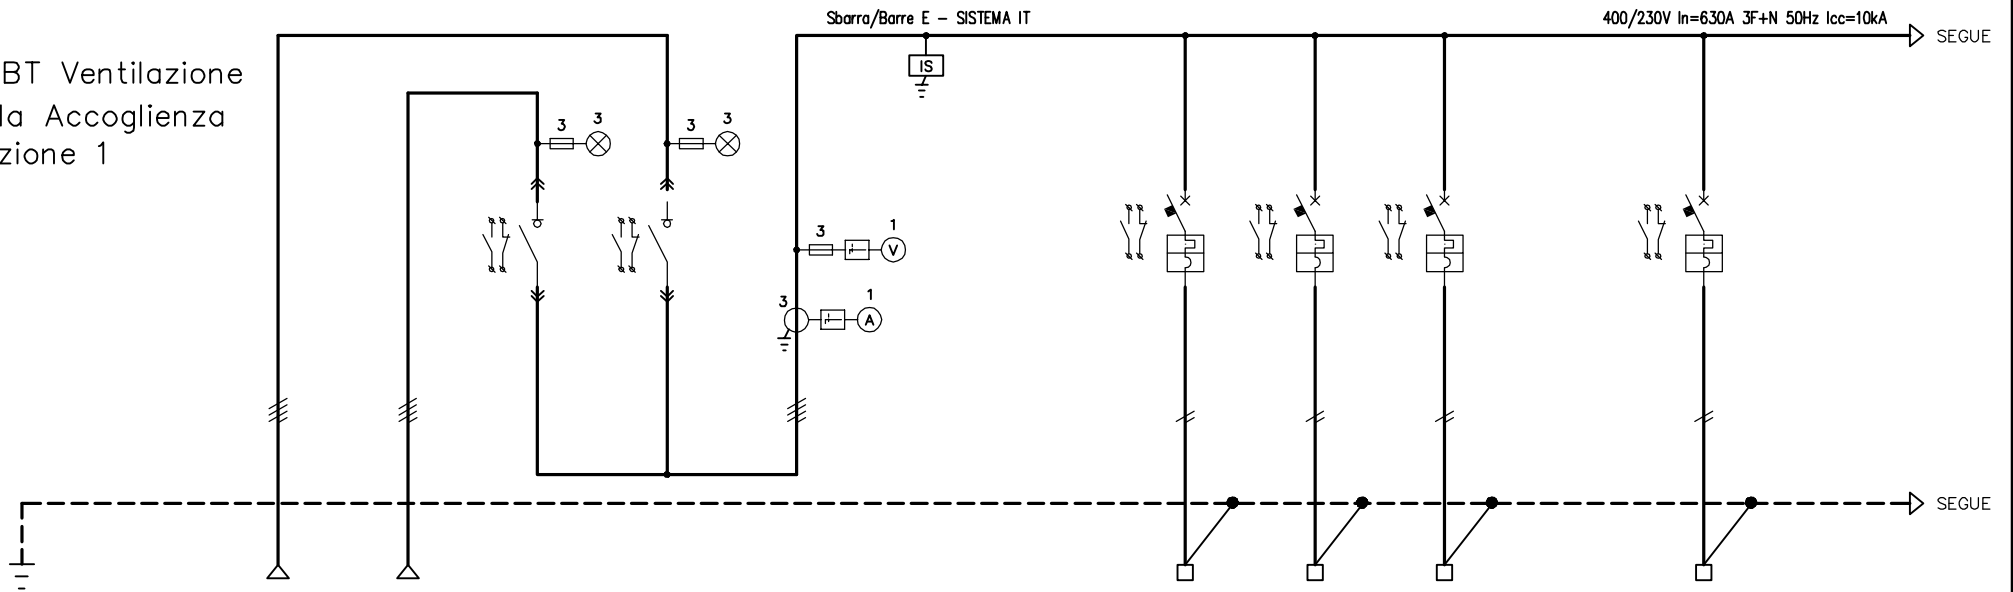 Sbarra/Barre E - SISTEMA IT
400/230V In=630A 3F+N 50Hz Icc=10kA
SEGUE
BT Ventilazione
la Accoglienza
zione 1
IS
3 3
3 3
3 1
V
3 1
A
SEGUE